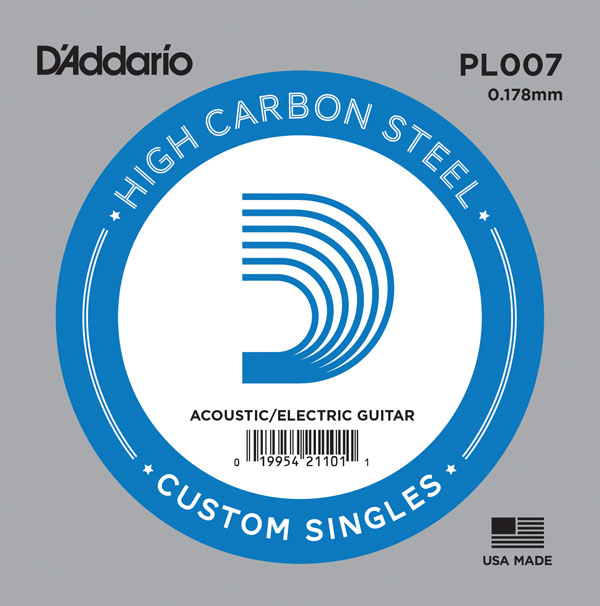 D'Addario
PL007
0.178mm
HIGH CARBON STEEL
ACOUSTIC/ELECTRIC GUITAR
0 19954 21101 1
CUSTOM SINGLES
USA MADE